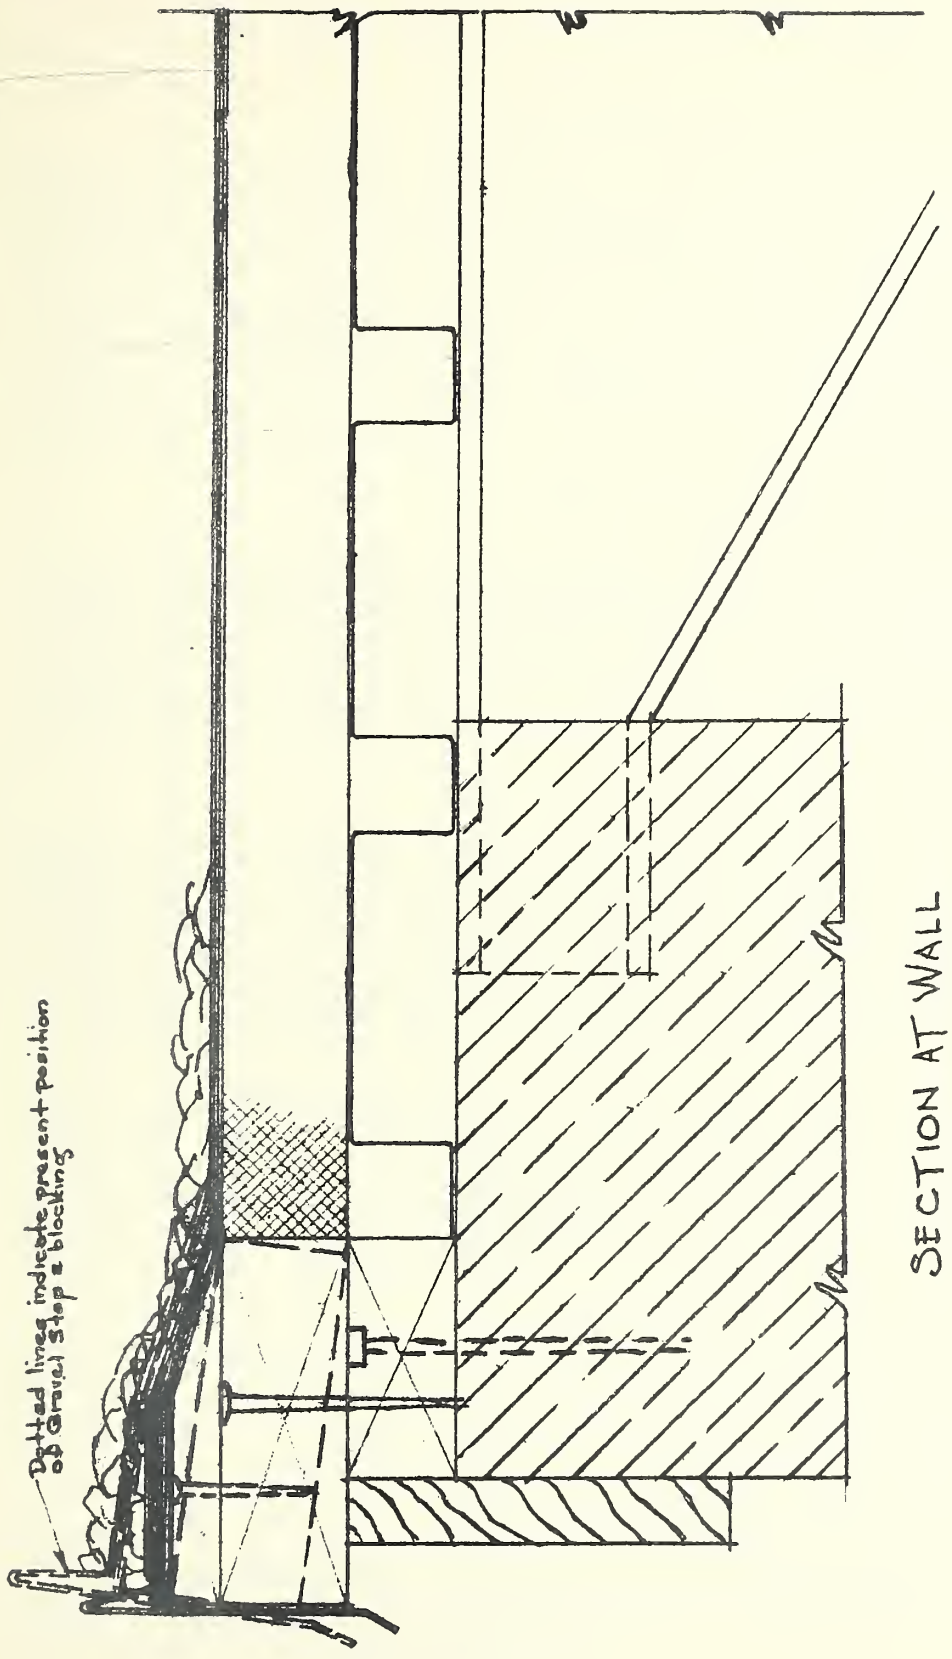 Dotted lines indicate present position
of Gravel Stop & blocking
SECTION AT WALL